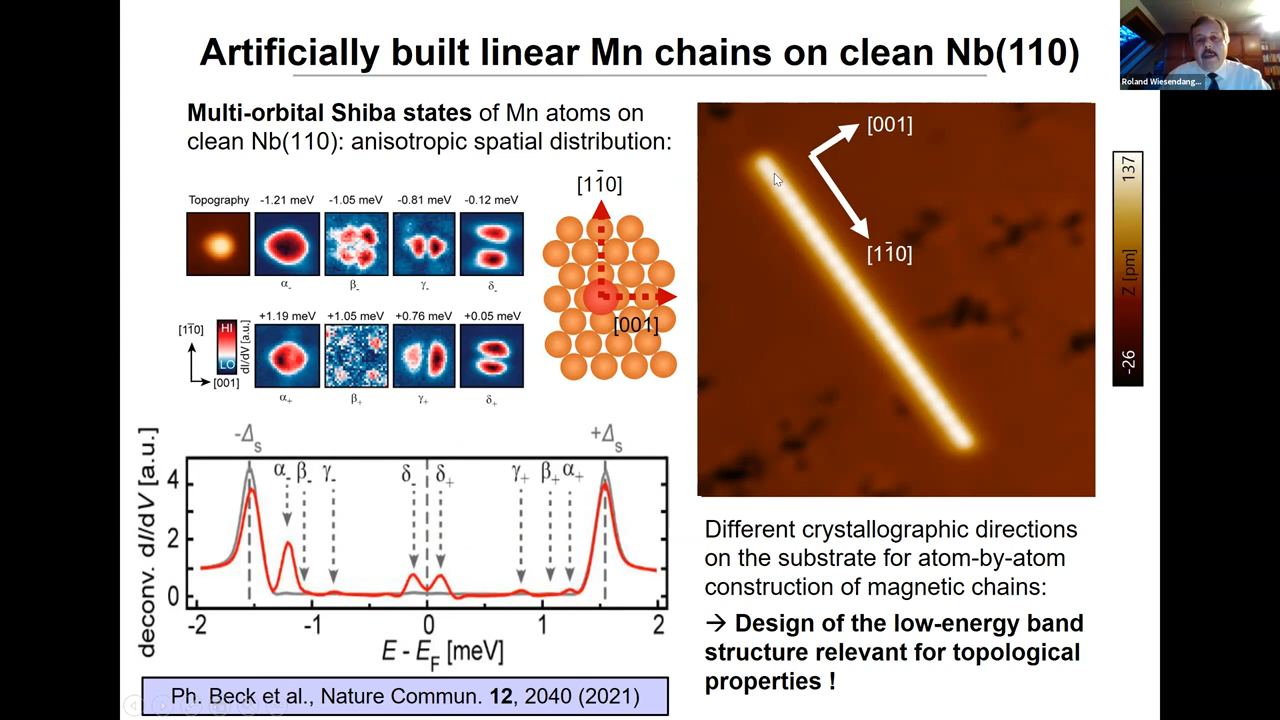 Artificially built linear Mn chains on clean Nb(110)
Roland Wiesendang...
Multi-orbital Shiba states of Mn atoms on
clean Nb(110): anisotropic spatial distribution:
Topography -1.21 meV -1.05 meV -0.81 meV -0.12 meV
α₋ β₋ γ₋ δ₋
+1.19 meV +1.05 meV +0.76 meV +0.05 meV
α₊ β₊ γ₊ δ₊
[11̄0]
[001]
HI
LO
dI/dV [a.u.]
[11̄0]
[001]
-Δs +Δs
α₋ β₋ γ₋ δ₋ δ₊ γ₊ β₊ α₊
deconv. dI/dV [a.u.]
4
2
0
-2 -1 0 1 2
E - EF [meV]
Ph. Beck et al., Nature Commun. 12, 2040 (2021)
[001]
[11̄0]
137
Z [pm]
-26
Different crystallographic directions
on the substrate for atom-by-atom
construction of magnetic chains:
→ Design of the low-energy band
structure relevant for topological
properties !